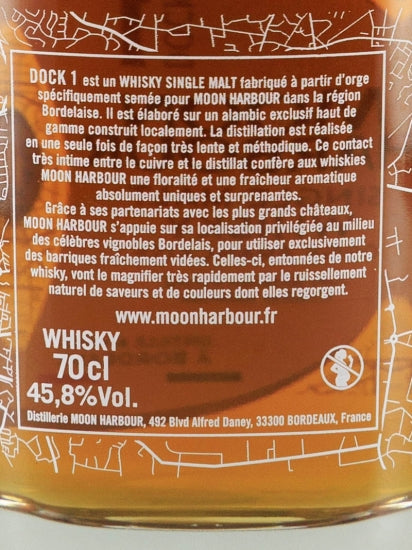 DOCK 1 est un WHISKY SINGLE MALT fabriqué à partir d'orge
spécifiquement semée pour MOON HARBOUR dans la région
Bordelaise. Il est élaboré sur un alambic exclusif haut de
gamme construit localement. La distillation est réalisée
en une seule fois de façon très lente et méthodique. Ce contact
très intime entre le cuivre et le distillat confère aux whiskies
MOON HARBOUR une floralité et une fraîcheur aromatique
absolument uniques et surprenantes.
Grâce à ses partenariats avec les plus grands châteaux,
MOON HARBOUR s'appuie sur sa localisation privilégiée au milieu
des célèbres vignobles Bordelais, pour utiliser exclusivement
des barriques fraîchement vidées. Celles-ci, entonnées de notre
whisky, vont le magnifier très rapidement par le ruissellement
naturel de saveurs et de couleurs dont elles regorgent.
www.moonharbour.fr
WHISKY
70 cl
45,8%Vol.
Distillerie MOON HARBOUR, 492 Blvd Alfred Daney, 33300 BORDEAUX, France